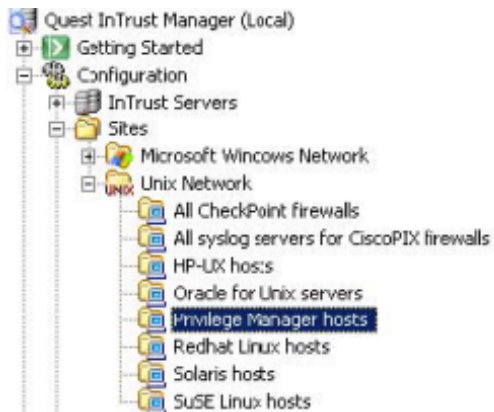 Quest InTrust Manager (Local)
Getting Started
Configuration
InTrust Servers
Sites
Microsoft Windows Network
UNIX Unix Network
All CheckPoint firewalls
All syslog servers for CiscoPIX firewalls
HP-UX hosts
Oracle for Unix servers
Privilege Manager hosts
Redhat Linux hosts
Solaris hosts
SuSE Linux hosts